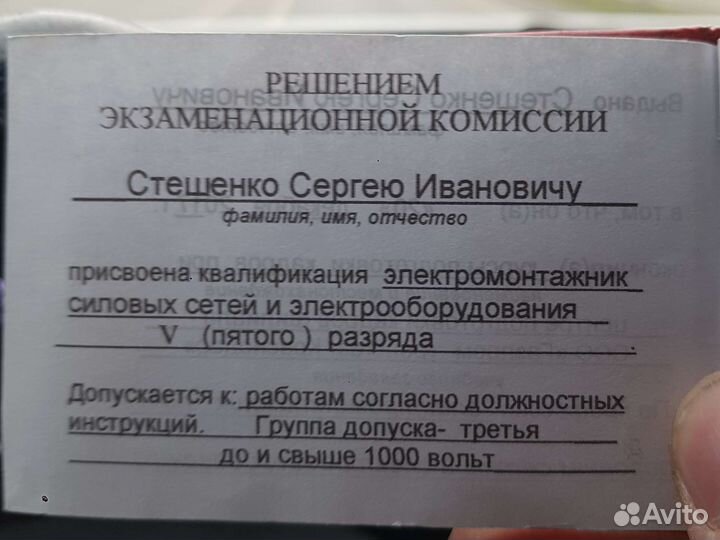 РЕШЕНИЕМ
ЭКЗАМЕНАЦИОННОЙ КОМИССИИ
Стешенко Сергею Ивановичу
фамилия, имя, отчество
присвоена квалификация электромонтажник
силовых сетей и электрооборудования
V (пятого ) разряда
Допускается к: работам согласно должностных
инструкций. Группа допуска- третья
до и свыше 1000 вольт
Avito